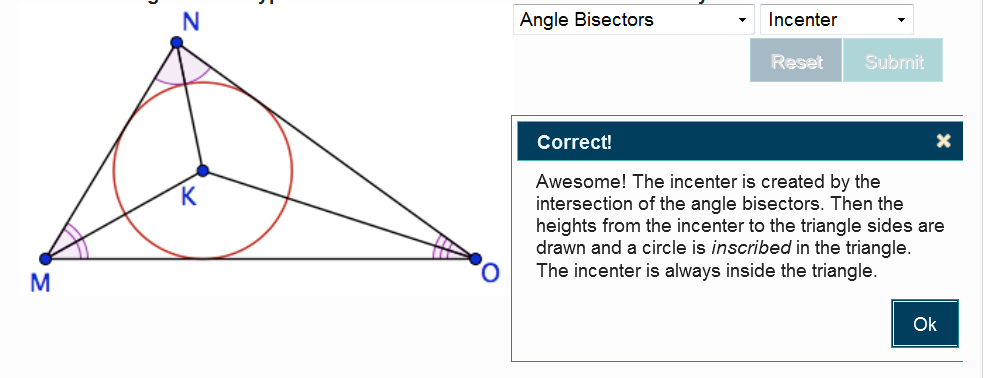 N
Angle Bisectors
Incenter
Reset
Submit
K
M
O
Correct!
Awesome! The incenter is created by the
intersection of the angle bisectors. Then the
heights from the incenter to the triangle sides are
drawn and a circle is inscribed in the triangle.
The incenter is always inside the triangle.
Ok